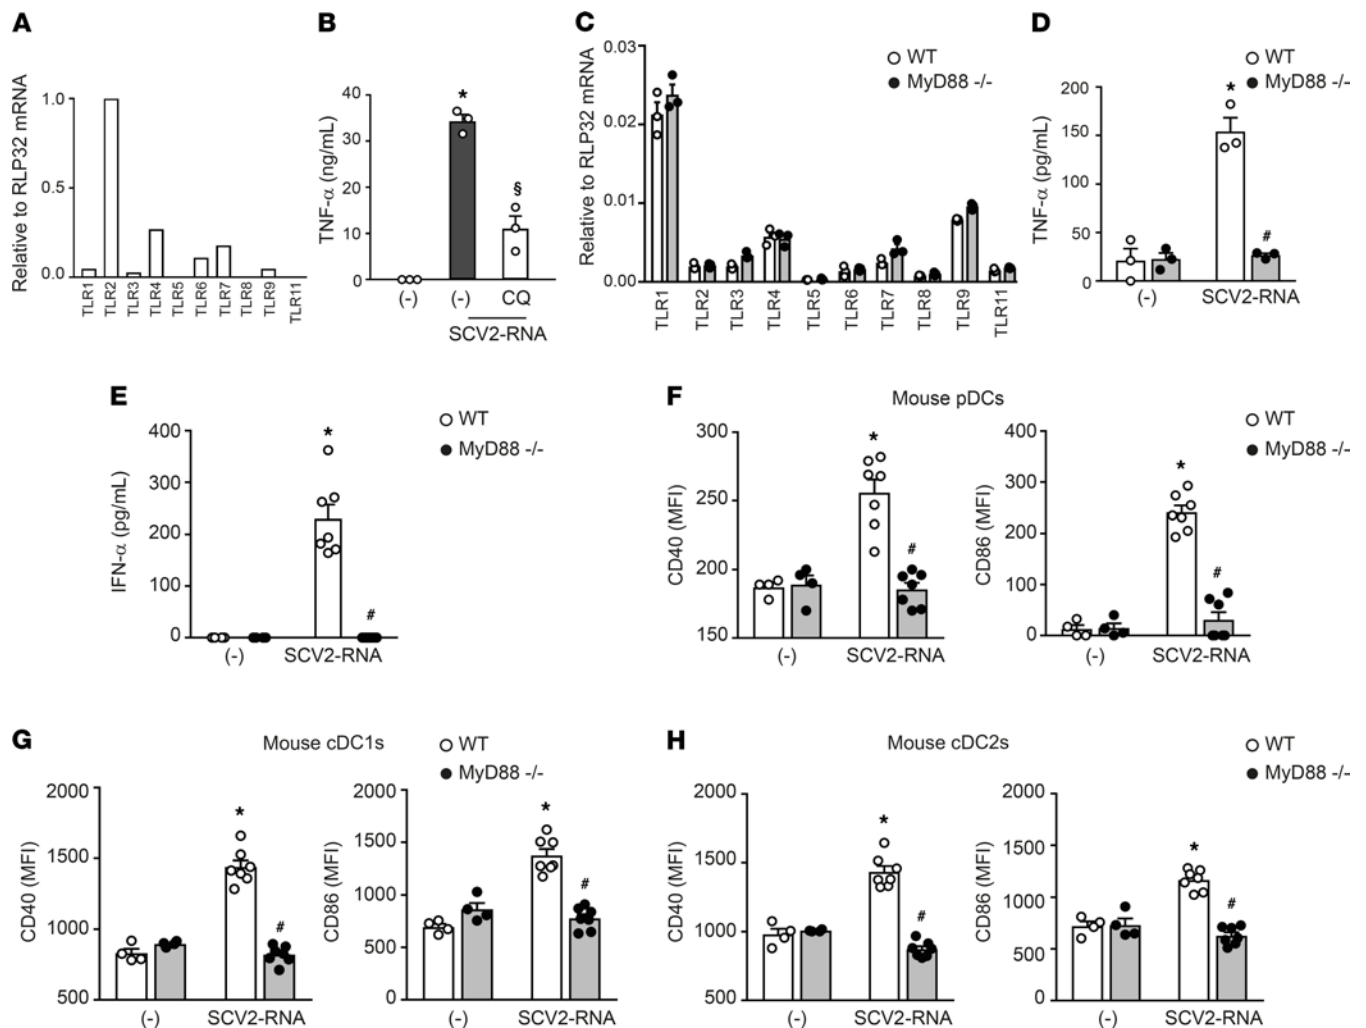 A
Relative to RLP32 mRNA
1.0
0.5
0.0
TLR1
TLR2
TLR3
TLR4
TLR5
TLR6
TLR7
TLR8
TLR9
TLR11
B
TNF-α (ng/mL)
40
30
20
10
0
*
§
(-)
(-)
CQ
SCV2-RNA
C
WT
MyD88 -/-
Relative to RLP32 mRNA
0.03
0.02
0.01
0.00
TLR1
TLR2
TLR3
TLR4
TLR5
TLR6
TLR7
TLR8
TLR9
TLR11
D
WT
MyD88 -/-
TNF-α (pg/mL)
200
150
100
50
0
*
#
(-)
SCV2-RNA
E
WT
MyD88 -/-
IFN-α (pg/mL)
400
300
200
100
0
*
#
(-)
SCV2-RNA
F
Mouse pDCs
WT
MyD88 -/-
CD40 (MFI)
300
250
200
150
*
#
(-)
SCV2-RNA
CD86 (MFI)
400
300
200
100
0
*
#
(-)
SCV2-RNA
G
Mouse cDC1s
WT
MyD88 -/-
CD40 (MFI)
2000
1500
1000
500
*
#
(-)
SCV2-RNA
CD86 (MFI)
2000
1500
1000
500
0
*
#
(-)
SCV2-RNA
H
Mouse cDC2s
WT
MyD88 -/-
CD40 (MFI)
2000
1500
1000
500
*
#
(-)
SCV2-RNA
CD86 (MFI)
2000
1500
1000
500
0
*
#
(-)
SCV2-RNA